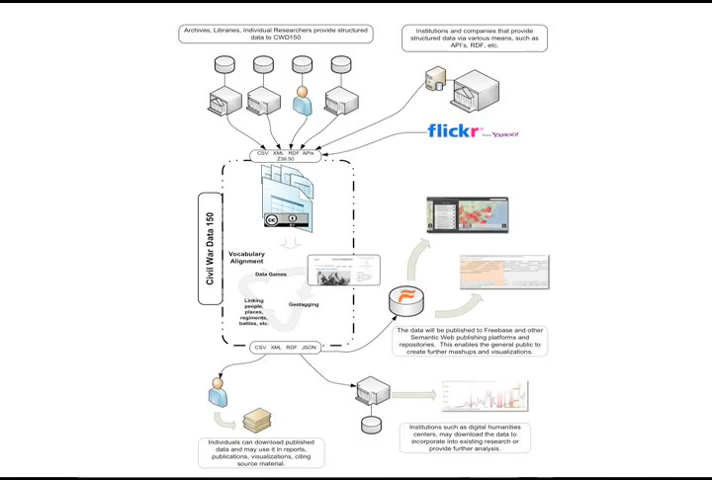 Archives, Libraries, Individual Researchers provide structured
data to CWD150
Institutions and companies that provide
structured data via various means, such as
API's, RDF, etc.
flickr
YAHOO!
CSV XML RDF APIs
Z39.50
Civil War Data 150
cc
Vocabulary
Alignment
Data Games
Linking
people,
places,
regiments,
battles, etc.
Geotagging
The data will be published to Freebase and other
Semantic Web publishing platforms and
repositories. This enables the general public to
create further mashups and visualizations.
CSV XML RDF JSON
Individuals can download published
data and may use it in reports,
publications, visualizations, citing
source material.
Institutions such as digital humanities
centers, may download the data to
incorporate into existing research or
provide further analysis.